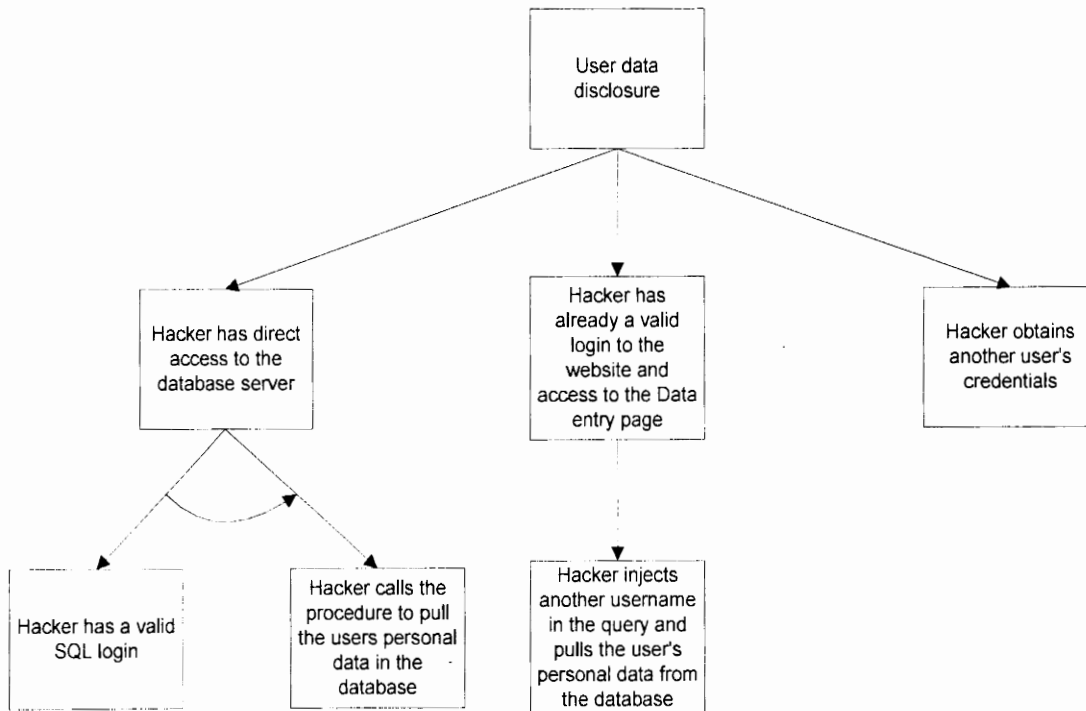 User data
disclosure
Hacker has direct
access to the
database server
Hacker has
already a valid
login to the
website and
access to the Data
entry page
Hacker obtains
another user's
credentials
Hacker has a valid
SQL login
Hacker calls the
procedure to pull
the users personal
data in the
database
Hacker injects
another username
in the query and
pulls the user's
personal data from
the database